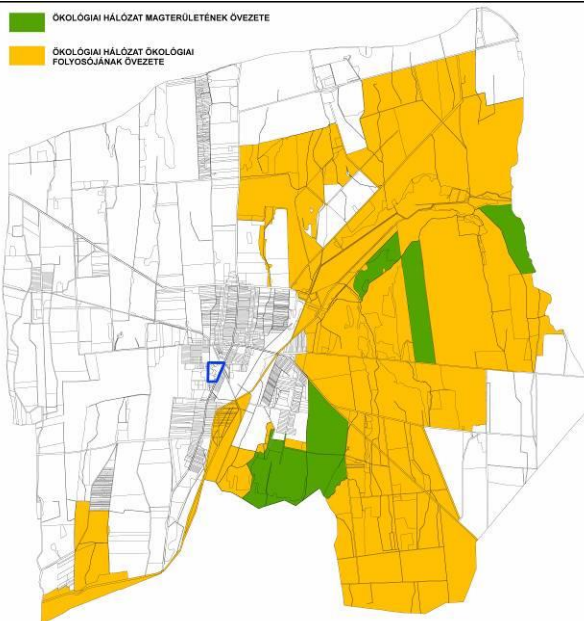 ÖKOLÓGIAI HÁLÓZAT MAGTERÜLETÉNEK ÖVEZETE
ÖKOLÓGIAI HÁLÓZAT ÖKOLÓGIAI
FOLYOSÓJÁNAK ÖVEZETE